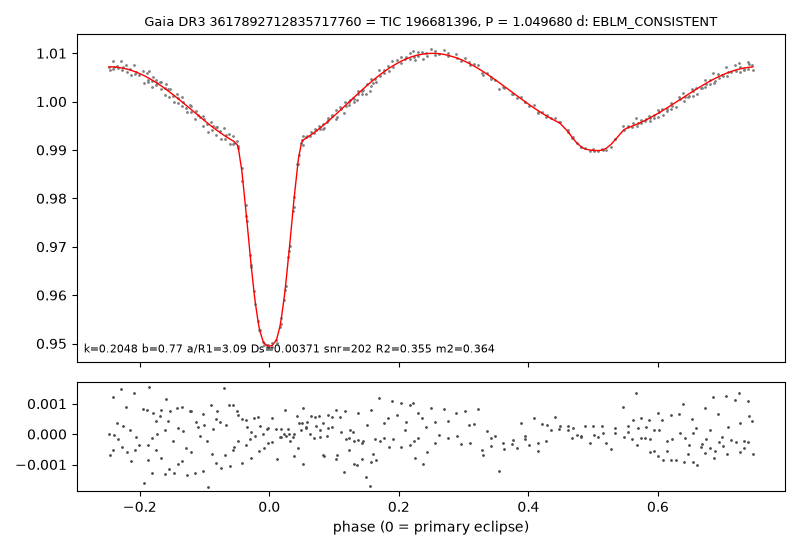 Gaia DR3 3617892712835717760 = TIC 196681396, P = 1.049680 d: EBLM_CONSISTENT
1.01
1.00
0.99
0.98
0.97
0.96
0.95
k=0.2048 b=0.77 a/R1=3.09 Ds=0.00371 snr=202 R2=0.355 m2=0.364
0.001
0.000
−0.001
−0.2 0.0 0.2 0.4 0.6
phase (0 = primary eclipse)